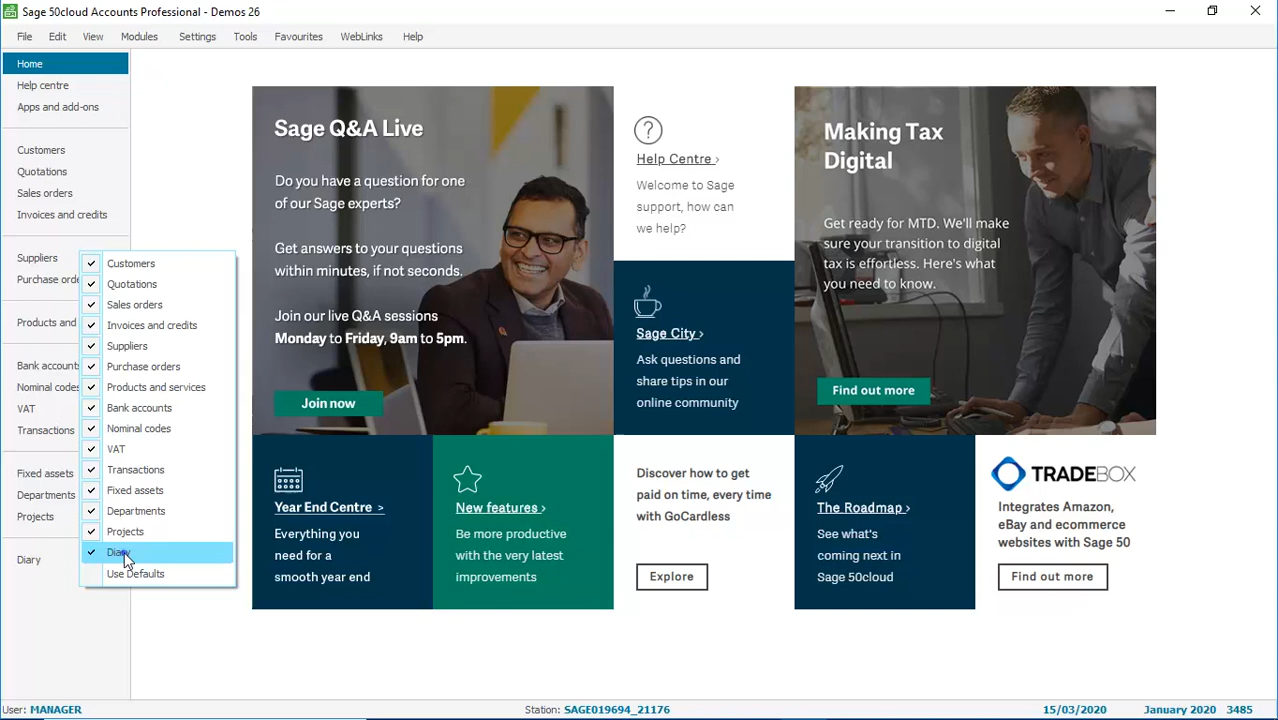 Sage 50cloud Accounts Professional - Demos 26
File Edit View Modules Settings Tools Favourites WebLinks Help
Home
Help centre
Apps and add-ons
Customers
Quotations
Sales orders
Invoices and credits
Suppliers
Purchase orde
Products and
Bank accounts
Nominal codes
VAT
Transactions
Fixed assets
Departments
Projects
Diary
Customers
Quotations
Sales orders
Invoices and credits
Suppliers
Purchase orders
Products and services
Bank accounts
Nominal codes
VAT
Transactions
Fixed assets
Departments
Projects
Diary
Use Defaults
Sage Q&A Live
Do you have a question for one
of our Sage experts?
Get answers to your questions
within minutes, if not seconds.
Join our live Q&A sessions
Monday to Friday, 9am to 5pm.
Join now
?
Help Centre >
Welcome to Sage
support, how can
we help?
Sage City >
Ask questions and
share tips in our
online community
Making Tax
Digital
Get ready for MTD. We'll make
sure your transition to digital
tax is effortless. Here's what
you need to know.
Find out more
Year End Centre >
Everything you
need for a
smooth year end
New features >
Be more productive
with the very latest
improvements
Discover how to get
paid on time, every time
with GoCardless
Explore
The Roadmap >
See what's
coming next in
Sage 50cloud
TRADEBOX
Integrates Amazon,
eBay and ecommerce
websites with Sage 50
Find out more
User: MANAGER
Station: SAGE019694_21176
15/03/2020
January 2020
3485